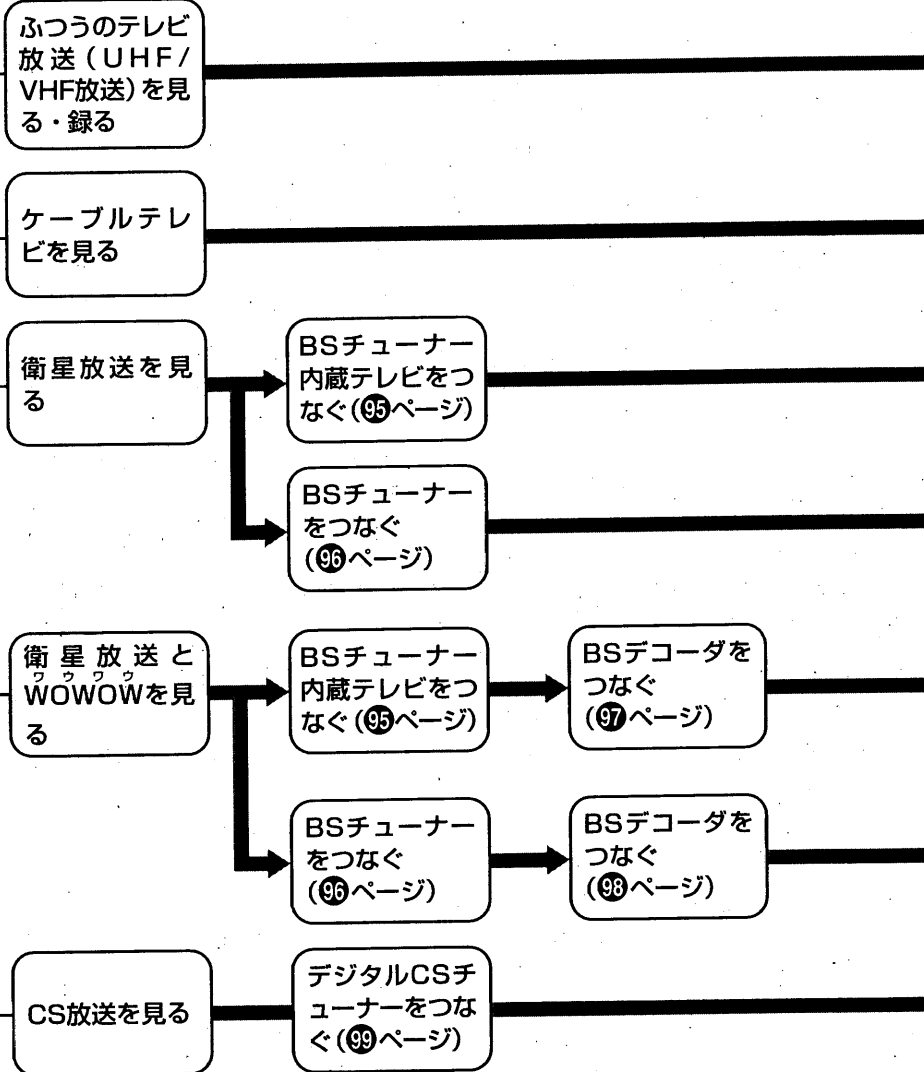 ふつうのテレビ
放送(UHF/
VHF放送)を見
る・録る
ケーブルテレ
ビを見る
衛星放送を見
る
BSチューナー
内蔵テレビをつ
なぐ(95ページ)
BSチューナー
をつなぐ
(96ページ)
衛星放送と
ワウワウ
WOWOWを見
る
BSチューナー
内蔵テレビをつ
なぐ(95ページ)
BSデコーダを
つなぐ
(97ページ)
BSチューナー
をつなぐ
(96ページ)
BSデコーダを
つなぐ
(98ページ)
CS放送を見る
デジタルCSチ
ューナーをつな
ぐ(99ページ)